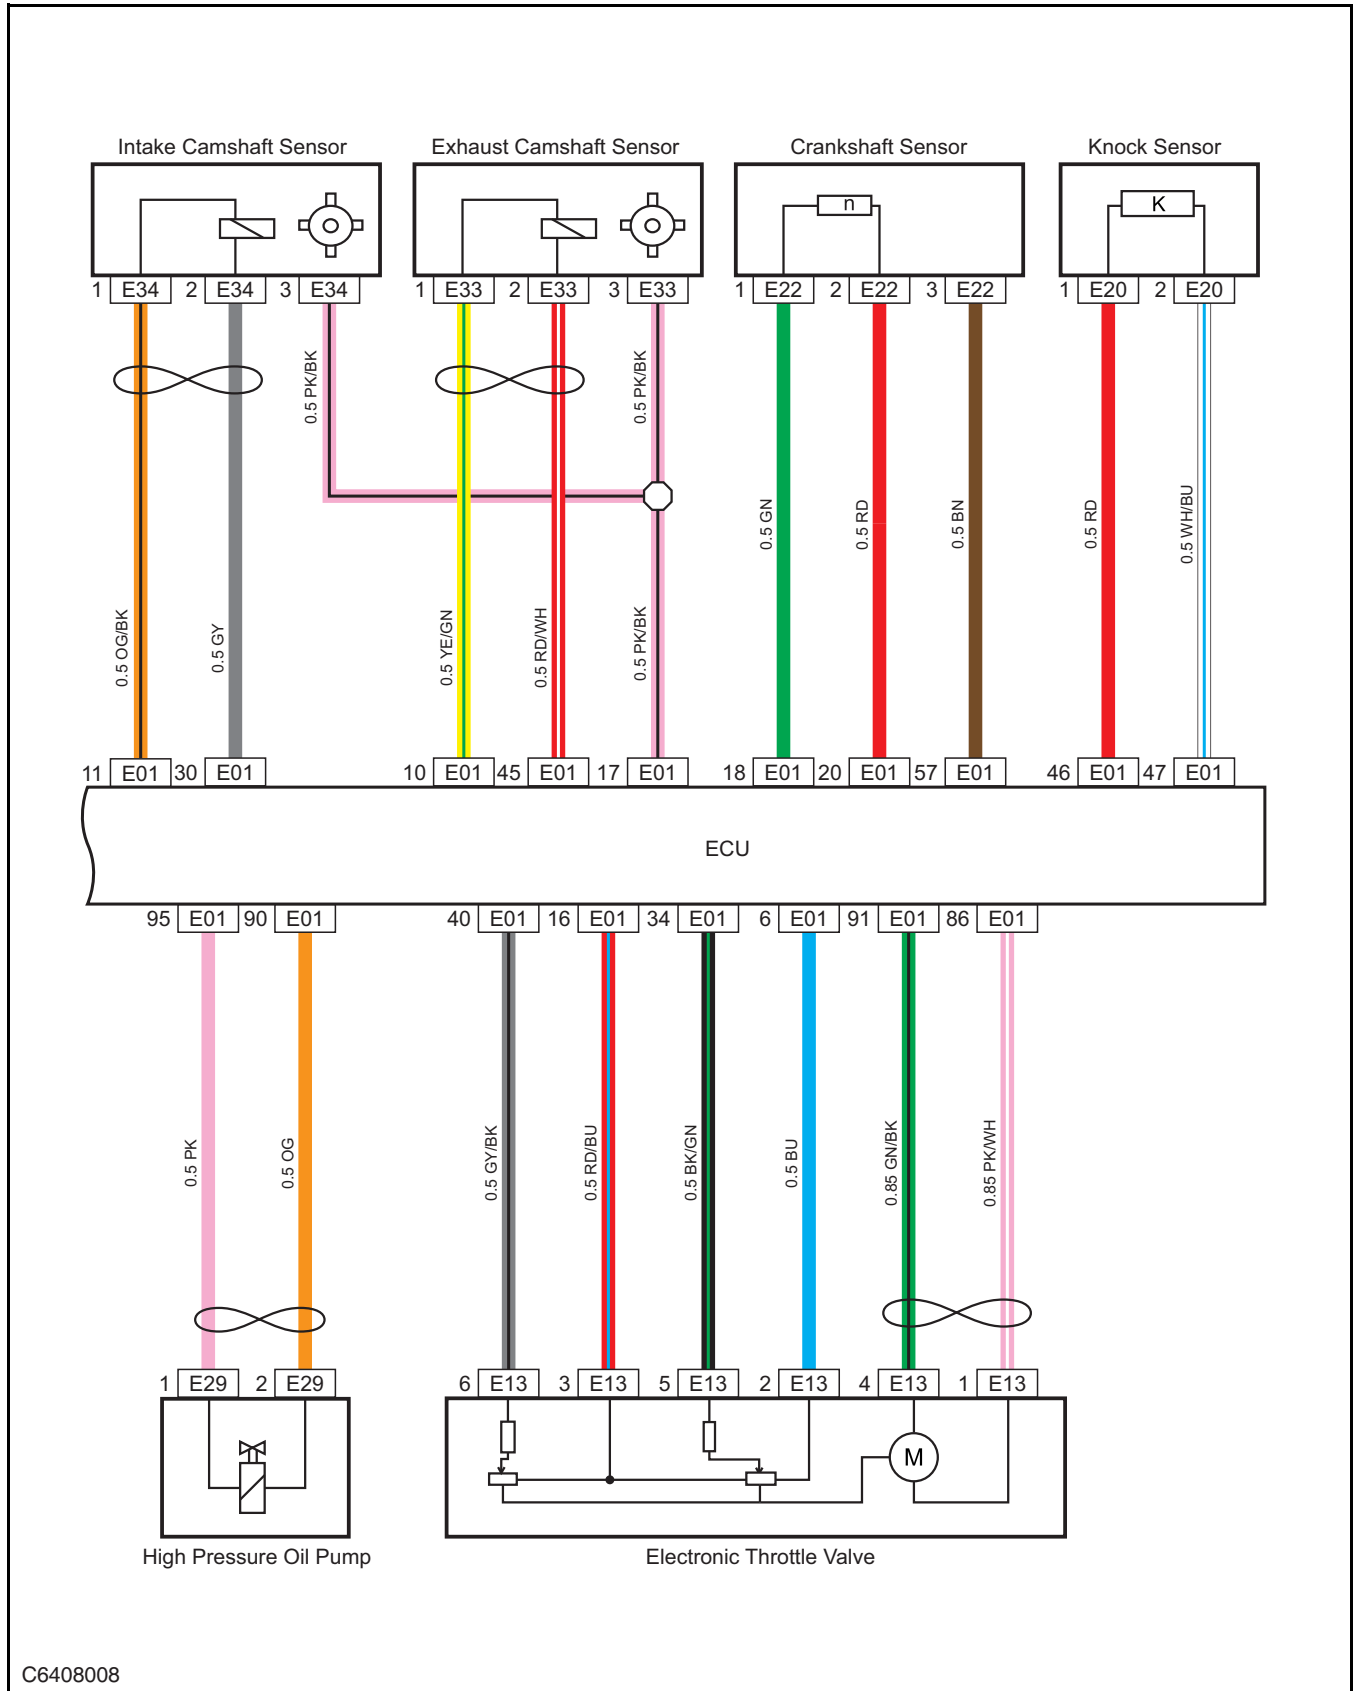 Intake Camshaft Sensor Exhaust Camshaft Sensor Crankshaft Sensor Knock Sensor
n K
1 E34 2 E34 3 E34 1 E33 2 E33 3 E33 1 E22 2 E22 3 E22 1 E20 2 E20
0.5 OG/BK
0.5 GY
0.5 PK/BK
0.5 YE/GN
0.5 RD/WH
0.5 PK/BK
0.5 PK/BK
0.5 GN
0.5 RD
0.5 BN
0.5 RD
0.5 WH/BU
11 E01 30 E01 10 E01 45 E01 17 E01 18 E01 20 E01 57 E01 46 E01 47 E01
ECU
95 E01 90 E01 40 E01 16 E01 34 E01 6 E01 91 E01 86 E01
0.5 PK
0.5 OG
0.5 GY/BK
0.5 RD/BU
0.5 BK/GN
0.5 BU
0.85 GN/BK
0.85 PK/WH
1 E29 2 E29 6 E13 3 E13 5 E13 2 E13 4 E13 1 E13
M
High Pressure Oil Pump Electronic Throttle Valve
C6408008